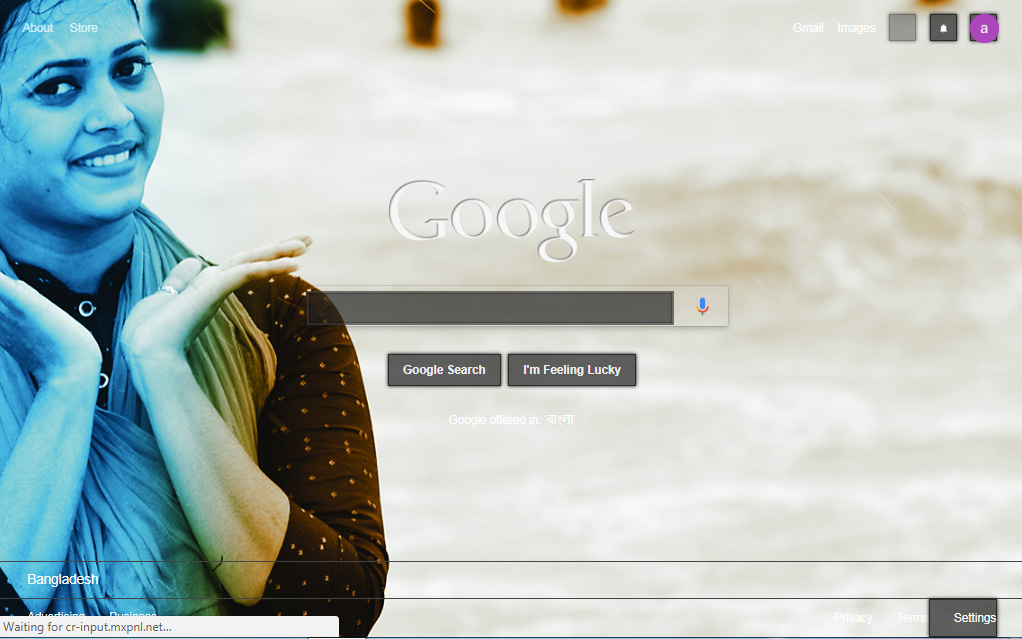 About Store Gmail Images a
Google
Google Search I'm Feeling Lucky
Google offered in: বাংলা
Bangladesh
Advertising Business Privacy Terms Settings
Waiting for cr-input.mxpnl.net...